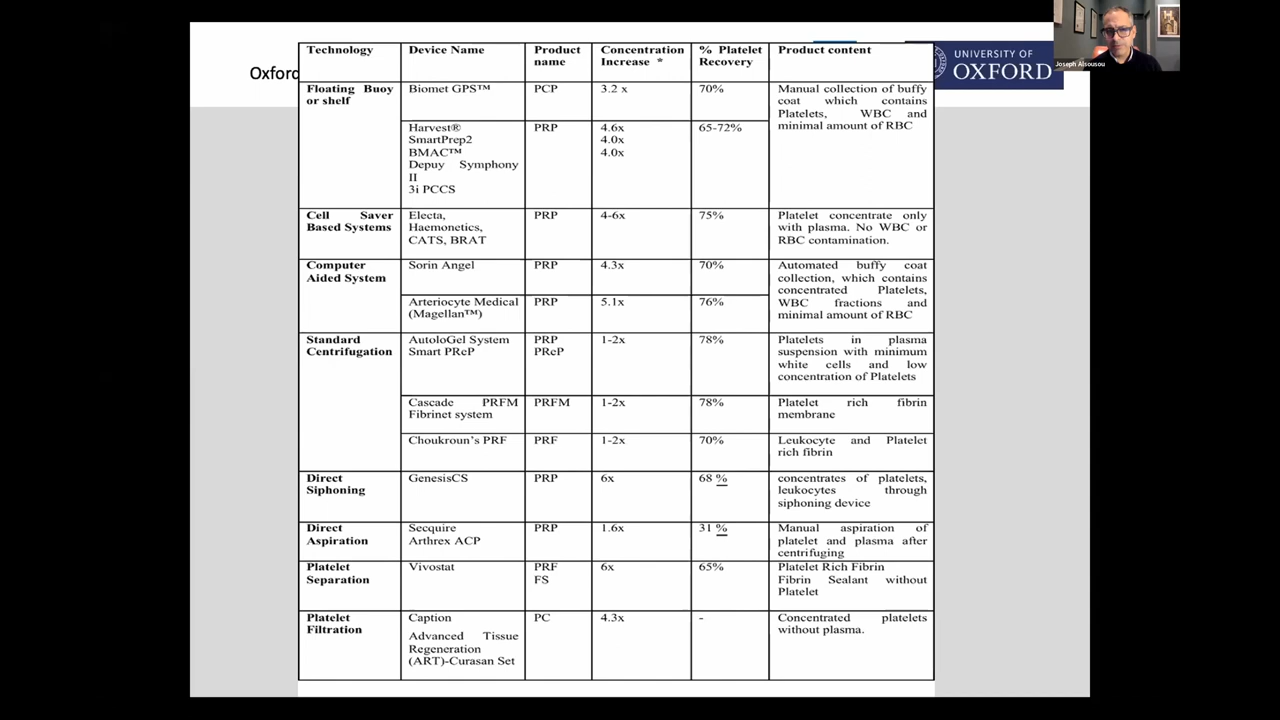 Oxford
UNIVERSITY OF
OXFORD
Joseph Alsousou
Technology Device Name Product name Concentration Increase * % Platelet Recovery Product content
Floating Buoy or shelf Biomet GPS™ PCP 3.2 x 70% Manual collection of buffy coat which contains Platelets, WBC and minimal amount of RBC
Harvest® PRP 4.6x 65-72%
SmartPrep2 4.0x
BMAC™ 4.0x
Depuy Symphony
II
3i PCCS
Cell Saver PRP 4-6x 75% Platelet concentrate only
Based Systems Electa, Haemonetics, CATS, BRAT with plasma. No WBC or RBC contamination.
Computer Aided System Sorin Angel PRP 4.3x 70% Automated buffy coat collection, which contains concentrated Platelets, WBC fractions and minimal amount of RBC
Arteriocyte Medical (Magellan™) PRP 5.1x 76%
Standard Centrifugation AutoloGel System Smart PReP PRP PReP 1-2x 78% Platelets in plasma suspension with minimum white cells and low concentration of Platelets
Cascade PRFM Fibrinet system PRFM 1-2x 78% Platelet rich fibrin membrane
Choukroun's PRF PRF 1-2x 70% Leukocyte and Platelet rich fibrin
Direct Siphoning GenesisCS PRP 6x 68 % concentrates of platelets, leukocytes through siphoning device
Direct Aspiration Secquire Arthrex ACP PRP 1.6x 31 % Manual aspiration of platelet and plasma after centrifuging
Platelet Separation Vivostat PRF FS 6x 65% Platelet Rich Fibrin Fibrin Sealant without Platelet
Platelet Filtration Caption Advanced Tissue Regeneration (ART)-Curasan Set PC 4.3x - Concentrated platelets without plasma.